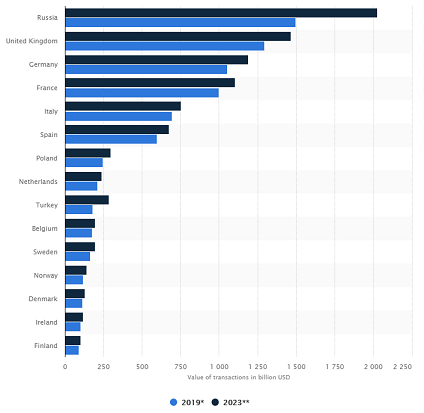 Russia
United Kingdom
Germany
France
Italy
Spain
Poland
Netherlands
Turkey
Belgium
Sweden
Norway
Denmark
Ireland
Finland
0 250 500 750 1 000 1 250 1 500 1 750 2 000 2 250
Value of transactions in billion USD
2019* 2023**